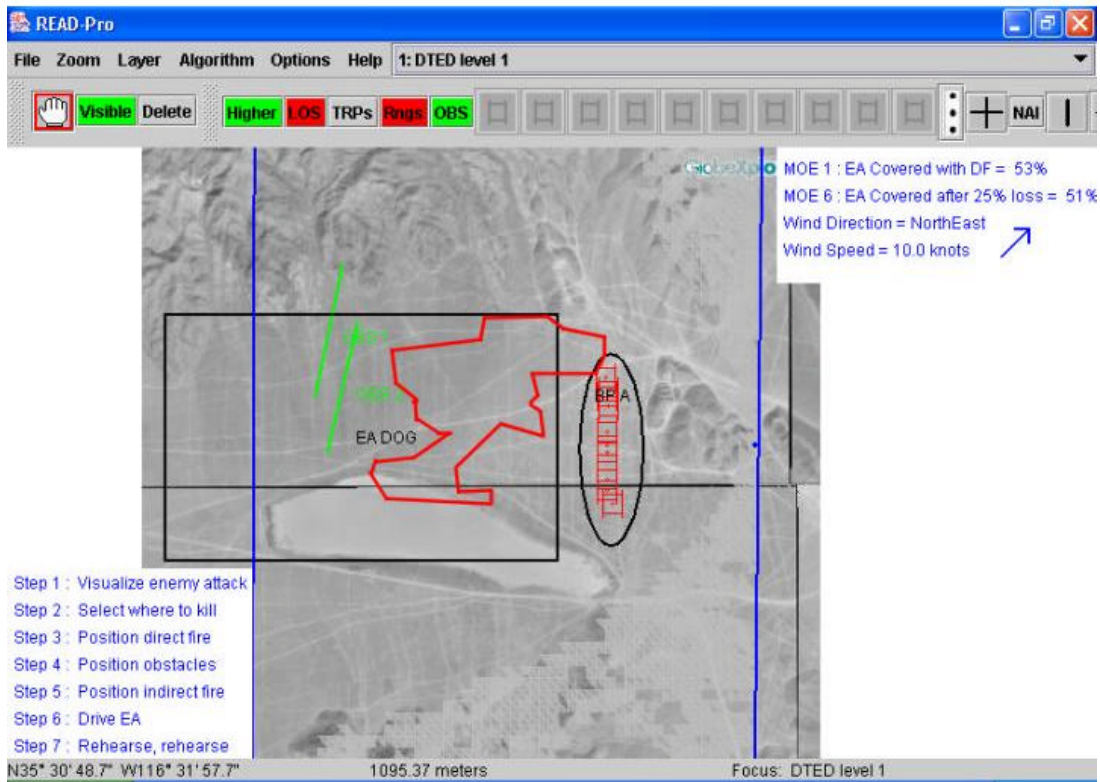 READ-Pro
File Zoom Layer Algorithm Options Help 1: DTED level 1
Visible Delete Higher LOS TRPs Rngs OBS NAI
GlobeXplo
MOE 1 : EA Covered with DF = 53%
MOE 6 : EA Covered after 25% loss = 51%
Wind Direction = NorthEast
Wind Speed = 10.0 knots
BP A
EA DOG
Step 1 : Visualize enemy attack
Step 2 : Select where to kill
Step 3 : Position direct fire
Step 4 : Position obstacles
Step 5 : Position indirect fire
Step 6 : Drive EA
Step 7 : Rehearse, rehearse
N35° 30' 48.7" W116° 31' 57.7" 1095.37 meters Focus: DTED level 1